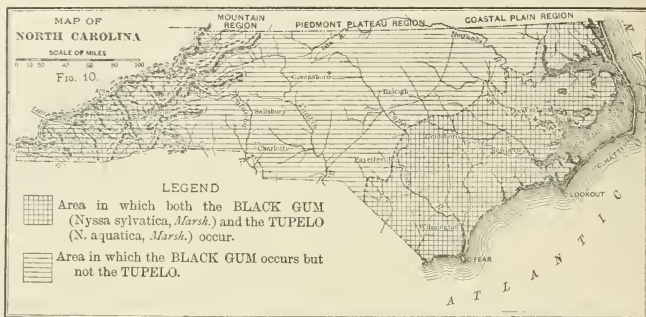 MAP OF
NORTH CAROLINA
SCALE OF MILES
0 10 20 40 60 80 100
FIG. 10.
MOUNTAIN
REGION
PIEDMONT PLATEAU REGION
COASTAL PLAIN REGION
Greensboro
Raleigh
Salisbury
Charlotte
Goldsboro
Fayetteville
Wilmington
C. HATTERAS
C. LOOKOUT
C. FEAR
ATLANTIC
LEGEND
Area in which both the BLACK GUM
(Nyssa sylvatica, Marsh.) and the TUPELO
(N. aquatica, Marsh.) occur.
Area in which the BLACK GUM occurs but
not the TUPELO.